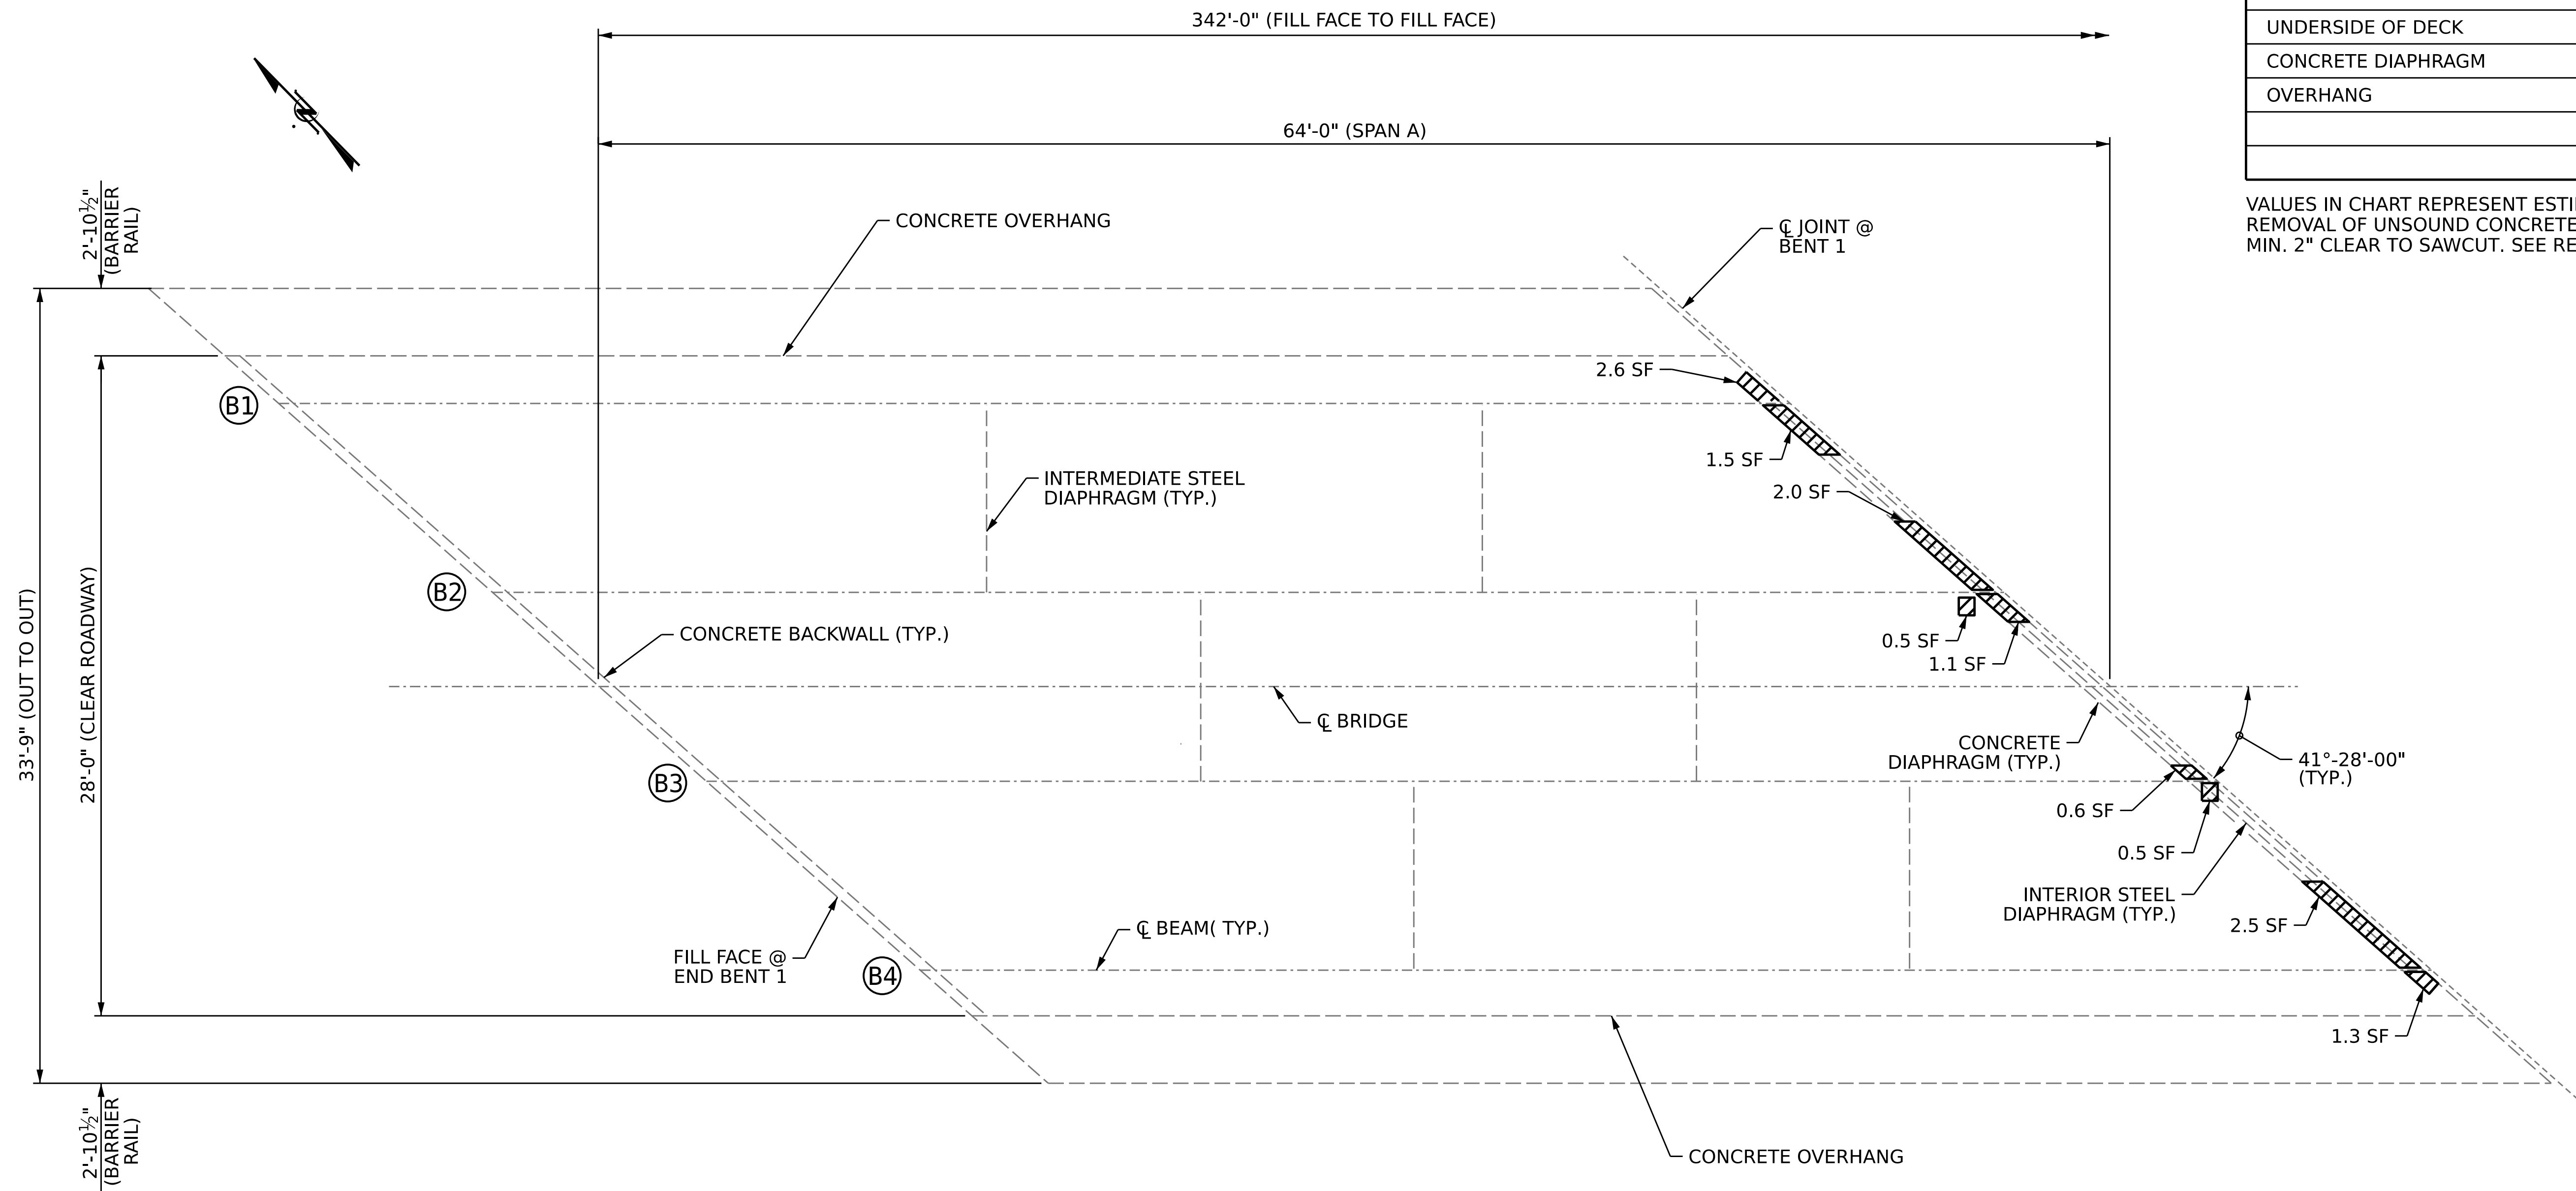 342'-0" (FILL FACE TO FILL FACE)
UNDERSIDE OF DECK
CONCRETE DIAPHRAGM
OVERHANG
64'-0" (SPAN A)
VALUES IN CHART REPRESENT
REMOVAL OF UNSOUND CONCRETE
MIN. 2" CLEAR TO SAWCUT. SEE
2'-10½"
(BARRIER
RAIL)
CONCRETE OVERHANG
℄ JOINT @
BENT 1
2.6 SF
B1
1.5 SF
INTERMEDIATE STEEL
DIAPHRAGM (TYP.)
2.0 SF
B2
33'-9" (OUT TO OUT)
28'-0" (CLEAR ROADWAY)
CONCRETE BACKWALL (TYP.)
0.5 SF
1.1 SF
℄ BRIDGE
CONCRETE
DIAPHRAGM (TYP.)
41°-28'-00"
(TYP.)
B3
0.6 SF
0.5 SF
INTERIOR STEEL
DIAPHRAGM (TYP.)
2.5 SF
℄ BEAM( TYP.)
FILL FACE @
END BENT 1
B4
1.3 SF
2'-10½"
(BARRIER
RAIL)
CONCRETE OVERHANG